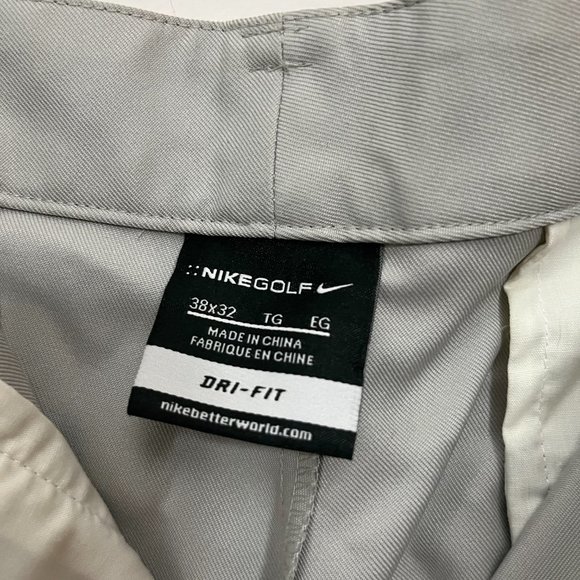 NIKEGOLF
38x32 TG EG
MADE IN CHINA
FABRIQUE EN CHINE
DRI-FIT
nikebetterworld.com